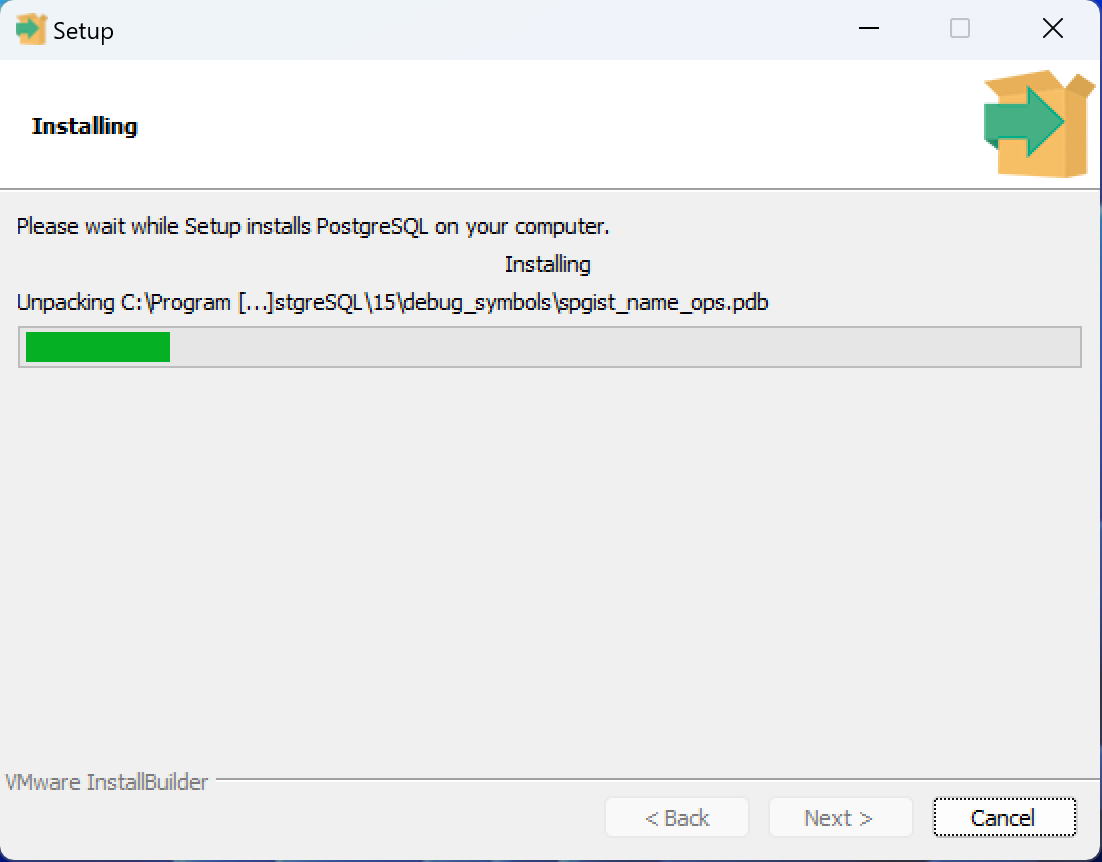 Setup
Installing
Please wait while Setup installs PostgreSQL on your computer.
Installing
Unpacking C:\Program [...]stgreSQL\15\debug_symbols\spgist_name_ops.pdb
VMware InstallBuilder
< Back
Next >
Cancel